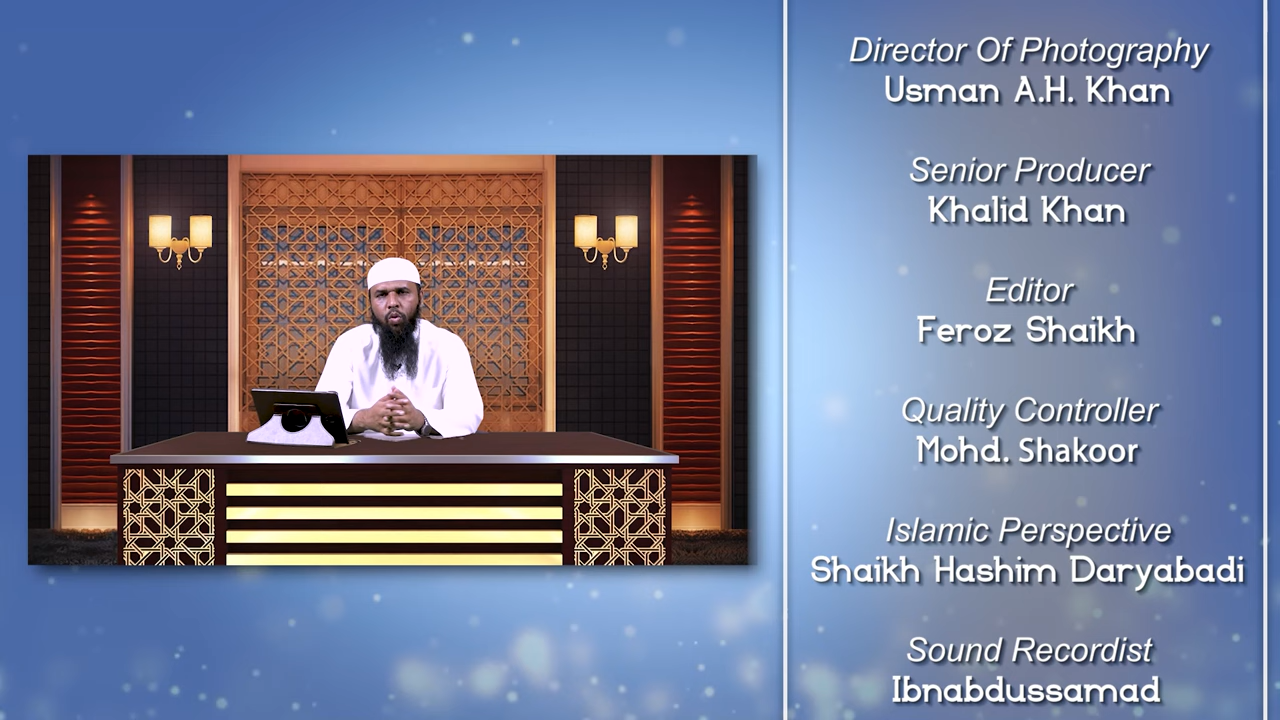 Director Of Photography
Usman A.H. Khan
Senior Producer
Khalid Khan
Editor
Feroz Shaikh
Quality Controller
Mohd. Shakoor
Islamic Perspective
Shaikh Hashim Daryabadi
Sound Recordist
Ibnabdussamad